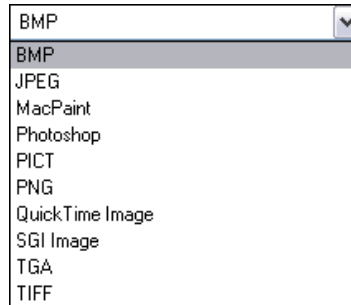 BMP
BMP
JPEG
MacPaint
Photoshop
PICT
PNG
QuickTime Image
SGI Image
TGA
TIFF